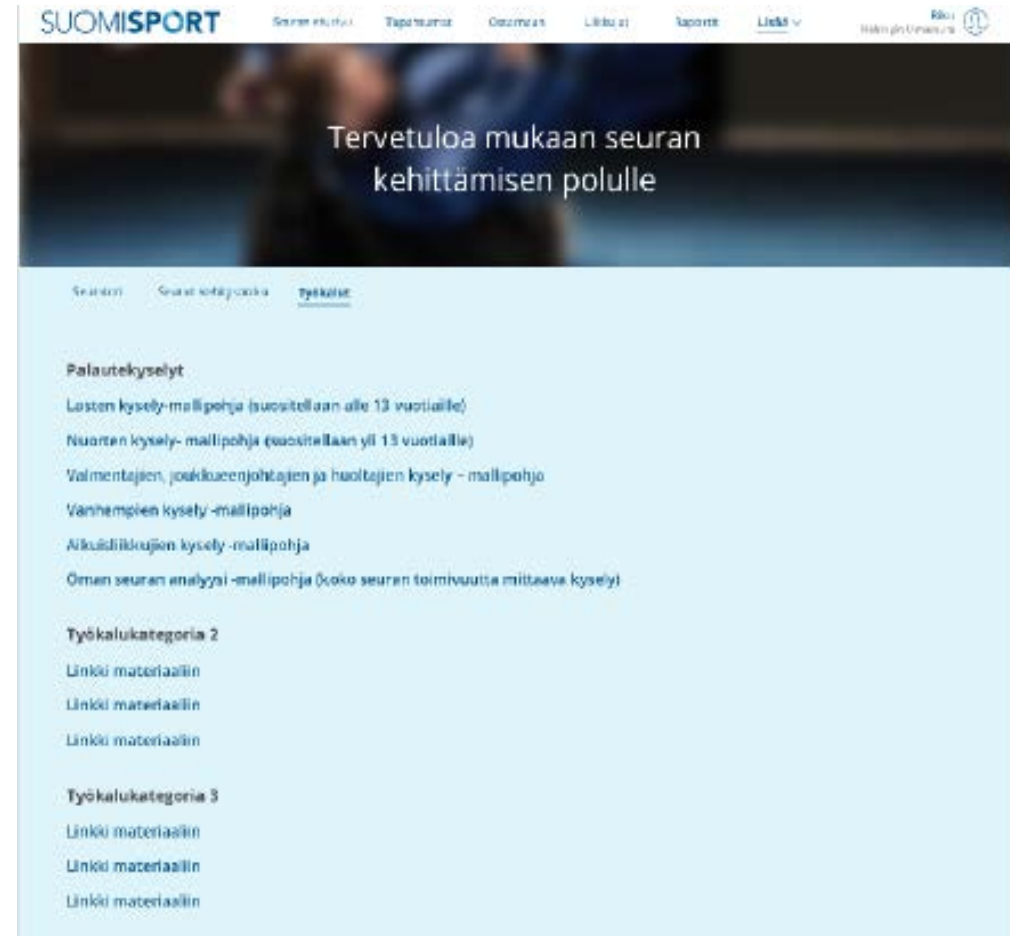 SUOMISPORT
Tapahtumat
Raportit
Lisää
Tervetuloa mukaan seuran
kehittämisen polulle
Työkalut
Palautekyselyt
Lasten kysely-mallipohja (suositellaan alle 13 vuotiaille)
Nuorten kysely- mallipohja (suositellaan yli 13 vuotiaille)
Valmentajien, joukkueenjohtajien ja huoltajien kysely – mallipohja
Vanhempien kysely -mallipohja
Aikuisliikkujien kysely -mallipohja
Oman seuran analyysi -mallipohja (koko seuran toimivuutta mittaava kysely)
Työkalukategoria 2
Linkki materiaaliin
Linkki materiaaliin
Linkki materiaaliin
Työkalukategoria 3
Linkki materiaaliin
Linkki materiaaliin
Linkki materiaaliin